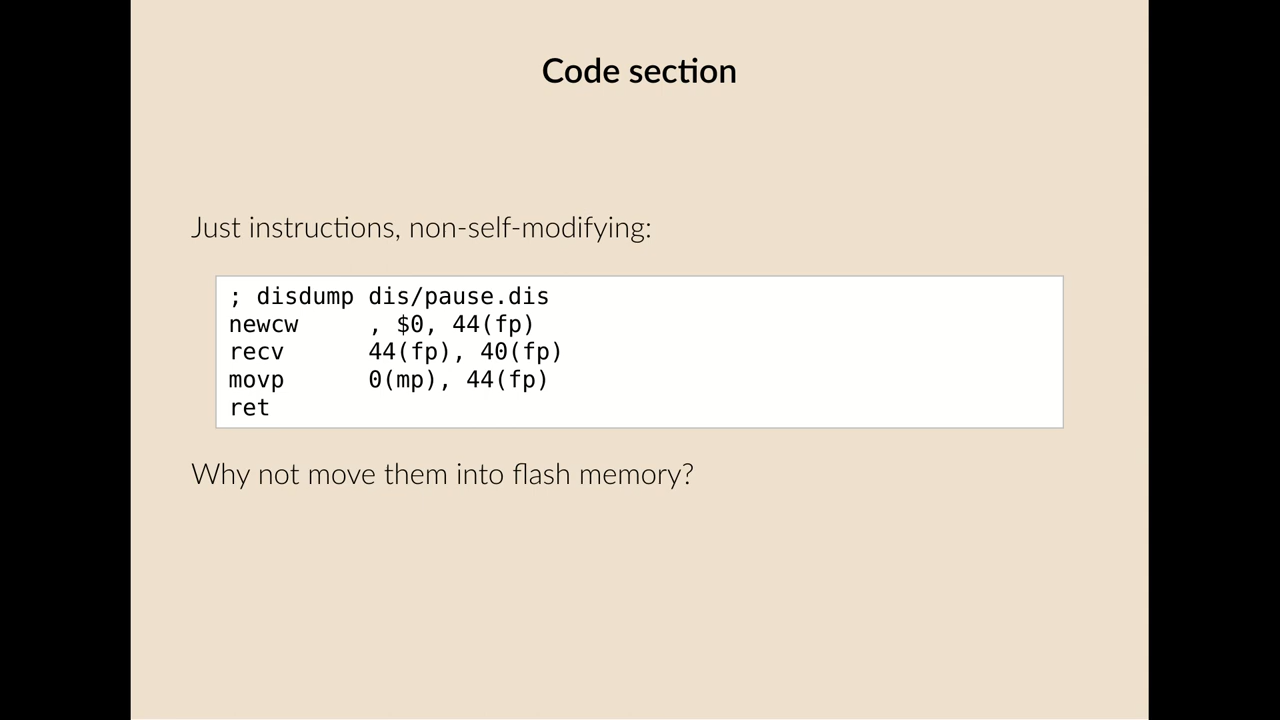 Code section
Just instructions, non-self-modifying:
; disdump dis/pause.dis
newcw     , $0, 44(fp)
recv      44(fp), 40(fp)
movp      0(mp), 44(fp)
ret
Why not move them into flash memory?